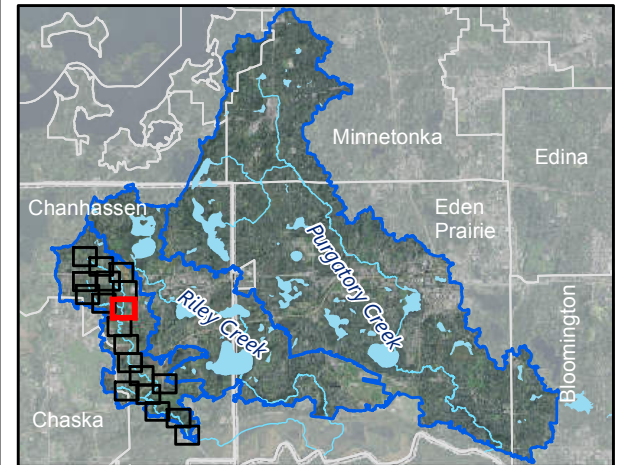 Minnetonka
Edina
Chanhassen
Eden
Prairie
Purgatory Creek
Riley Creek
Bloomington
Chaska